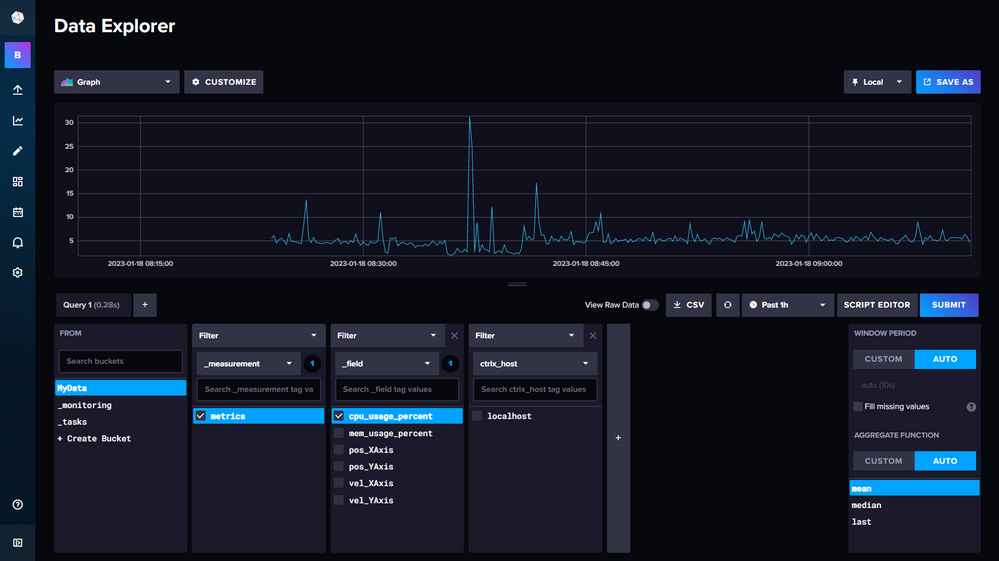 Data Explorer
B
Graph
CUSTOMIZE
Local
SAVE AS
30
25
20
15
10
5
2023-01-18 08:15:00
2023-01-18 08:30:00
2023-01-18 08:45:00
2023-01-18 09:00:00
Query 1 (0.28s)
+
View Raw Data
CSV
Past 1h
SCRIPT EDITOR
SUBMIT
FROM
Search buckets
MyData
_monitoring
_tasks
+ Create Bucket
Filter
_measurement
1
Search _measurement tag va
metrics
Filter
_field
1
Search _field tag values
cpu_usage_percent
mem_usage_percent
pos_XAxis
pos_YAxis
vel_XAxis
vel_YAxis
Filter
ctrlx_host
Search ctrlx_host tag values
localhost
+
WINDOW PERIOD
CUSTOM
AUTO
auto (10s)
Fill missing values
?
AGGREGATE FUNCTION
CUSTOM
AUTO
mean
median
last
?